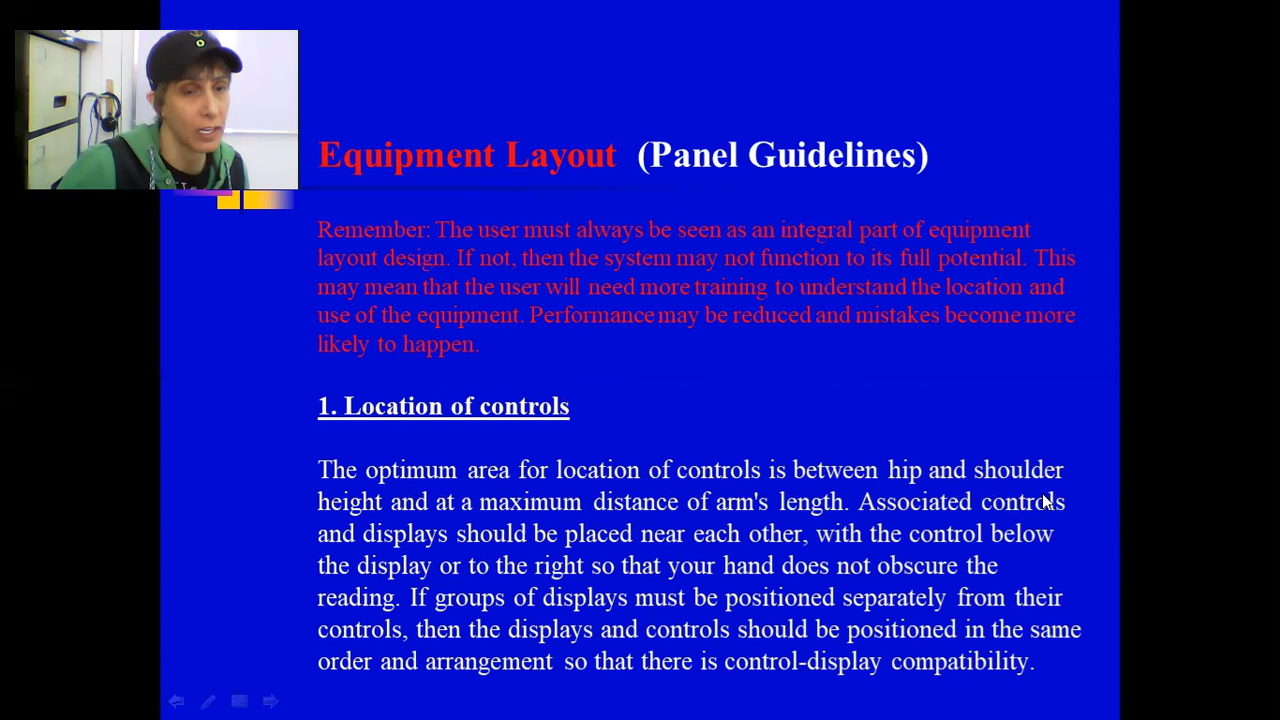 Equipment Layout (Panel Guidelines)
Remember: The user must always be seen as an integral part of equipment
layout design. If not, then the system may not function to its full potential. This
may mean that the user will need more training to understand the location and
use of the equipment. Performance may be reduced and mistakes become more
likely to happen.
1. Location of controls
The optimum area for location of controls is between hip and shoulder
height and at a maximum distance of arm's length. Associated controls
and displays should be placed near each other, with the control below
the display or to the right so that your hand does not obscure the
reading. If groups of displays must be positioned separately from their
controls, then the displays and controls should be positioned in the same
order and arrangement so that there is control-display compatibility.